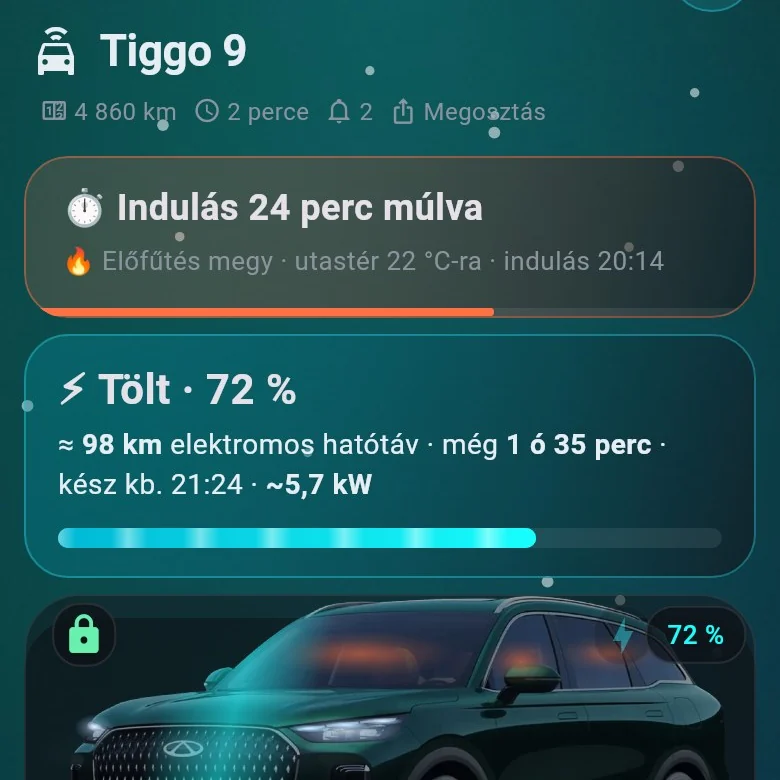 Tiggo 9
4 860 km 2 perce 2 Megosztás
Indulás 24 perc múlva
Előfűtés megy · utastér 22 °C-ra · indulás 20:14
Tölt · 72 %
≈ 98 km elektromos hatótáv · még 1 ó 35 perc ·
kész kb. 21:24 · ~5,7 kW
72 %